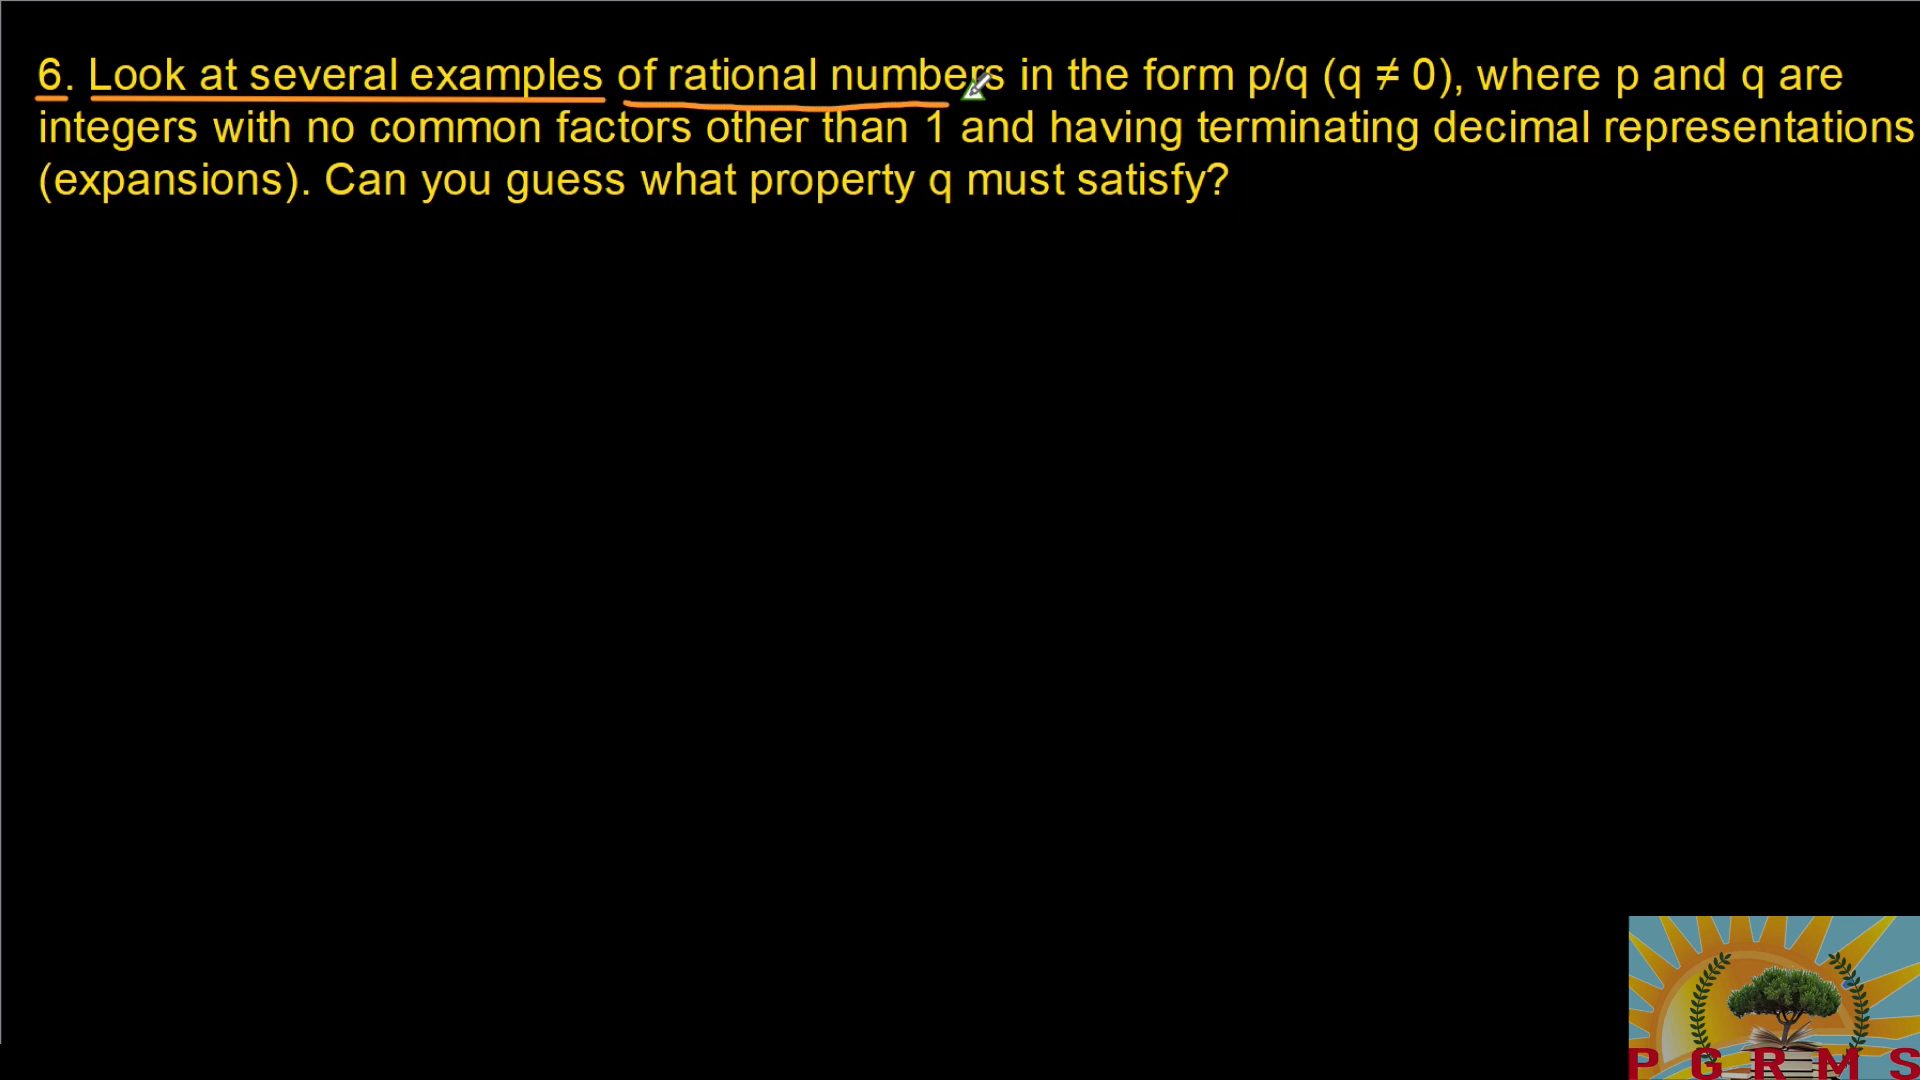 6. Look at several examples of rational numbers in the form p/q (q ≠ 0), where p and q are
integers with no common factors other than 1 and having terminating decimal representations
(expansions). Can you guess what property q must satisfy?
P G R M S